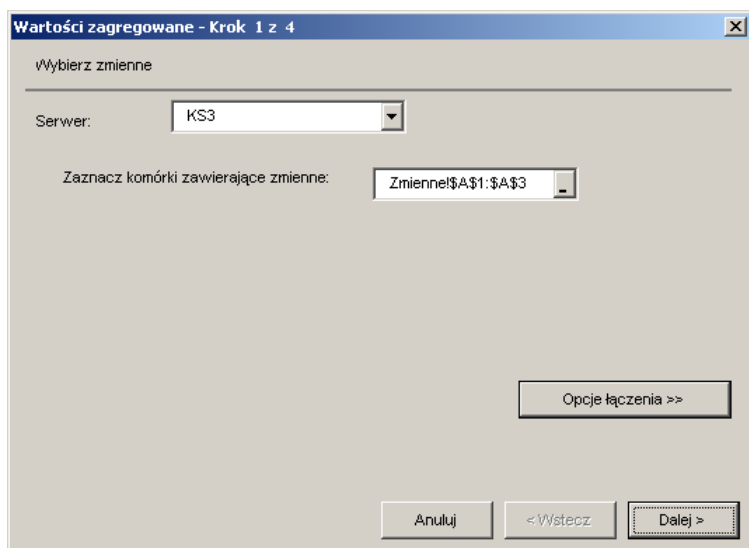 Wartości zagregowane - Krok 1 z 4
Wybierz zmienne
Serwer: KS3
Zaznacz komórki zawierające zmienne: Zmienne!$A$1:$A$3
Opcje łączenia >>
Anuluj < Wstecz Dalej >